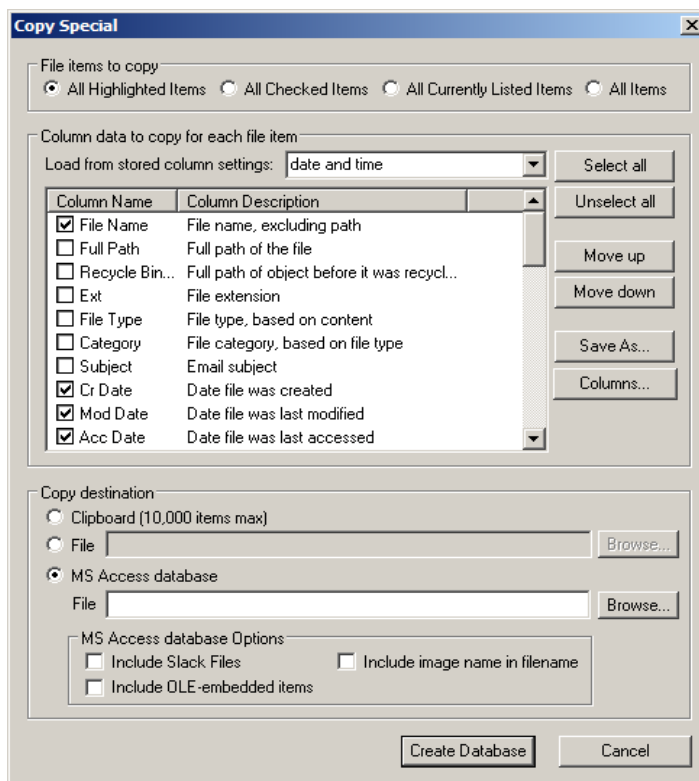 Copy Special
File items to copy
All Highlighted Items All Checked Items All Currently Listed Items All Items
Column data to copy for each file item
Load from stored column settings: date and time Select all
Column Name Column Description Unselect all
File Name File name, excluding path
Full Path Full path of the file
Recycle Bin... Full path of object before it was recycl...
Move up
Ext File extension
Move down
File Type File type, based on content
Category File category, based on file type
Save As...
Subject Email subject
Cr Date Date file was created
Columns...
Mod Date Date file was last modified
Acc Date Date file was last accessed
Copy destination
Clipboard (10,000 items max)
File Browse...
MS Access database
File Browse...
MS Access database Options
Include Slack Files Include image name in filename
Include OLE-embedded items
Create Database Cancel